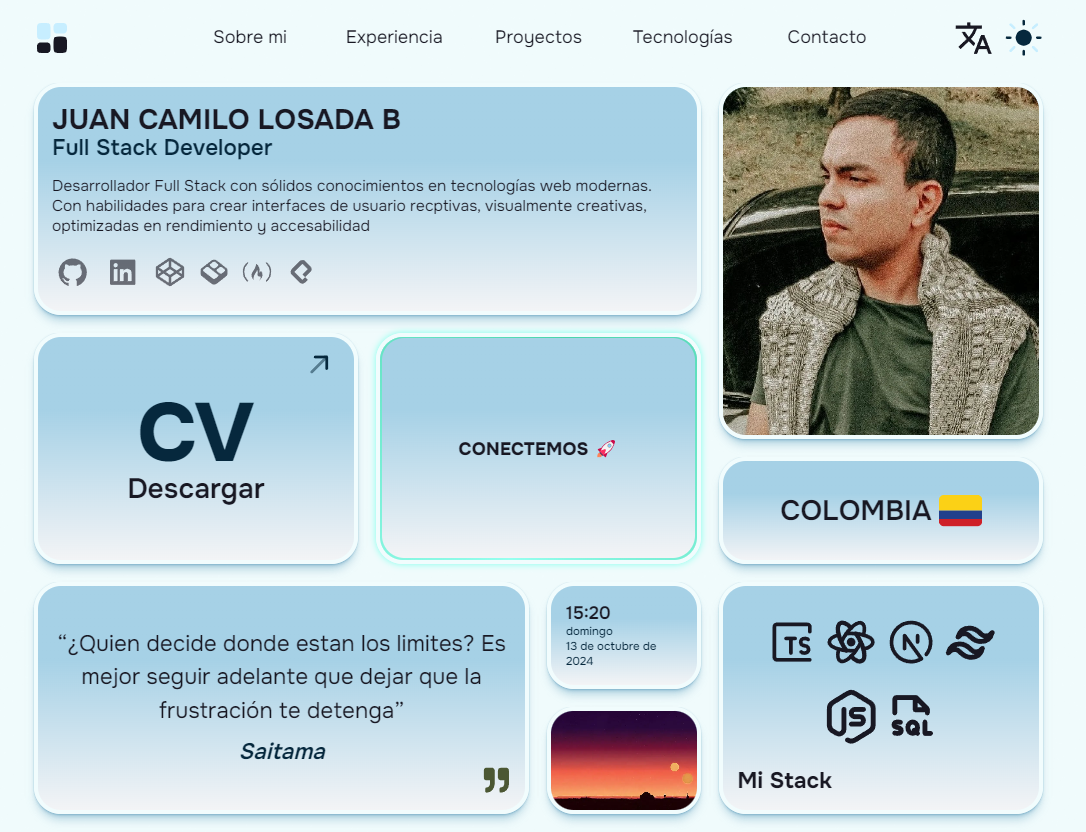 Sobre mi
Experiencia
Proyectos
Tecnologías
Contacto
JUAN CAMILO LOSADA B
Full Stack Developer
Desarrollador Full Stack con sólidos conocimientos en tecnologías web modernas.
Con habilidades para crear interfaces de usuario recptivas, visualmente creativas,
optimizadas en rendimiento y accesabilidad
in
CV
Descargar
CONECTEMOS 🚀
COLOMBIA
“¿Quien decide donde estan los limites? Es
mejor seguir adelante que dejar que la
frustración te detenga”
Saitama
15:20
domingo
13 de octubre de
2024
TS
N
JS
SQL
Mi Stack